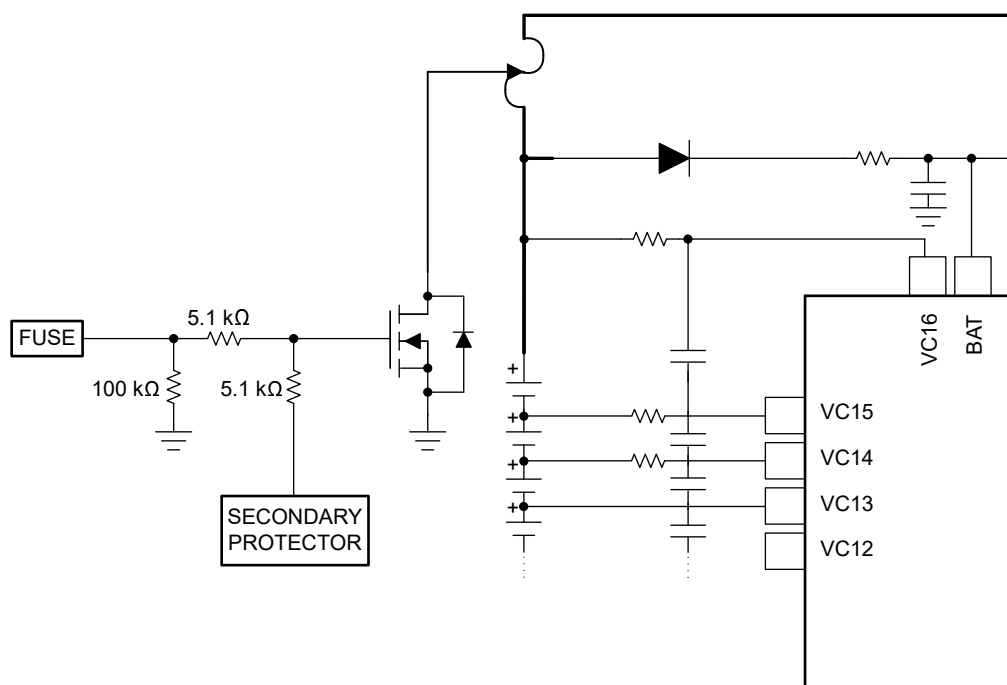 FUSE
5.1 kΩ
100 kΩ
5.1 kΩ
SECONDARY
PROTECTOR
+
+
+
+
VC16
BAT
VC15
VC14
VC13
VC12